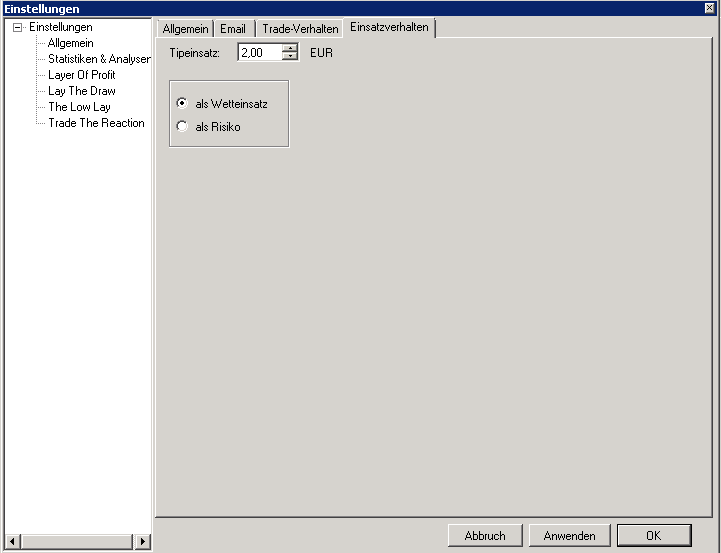 Einstellungen
Einstellungen
Allgemein
Statistiken & Analyser
Layer Of Profit
Lay The Draw
The Low Lay
Trade The Reaction
Allgemein Email Trade-Verhalten Einsatzverhalten
Tipeinsatz: 2,00 EUR
als Wetteinsatz
als Risiko
Abbruch Anwenden OK